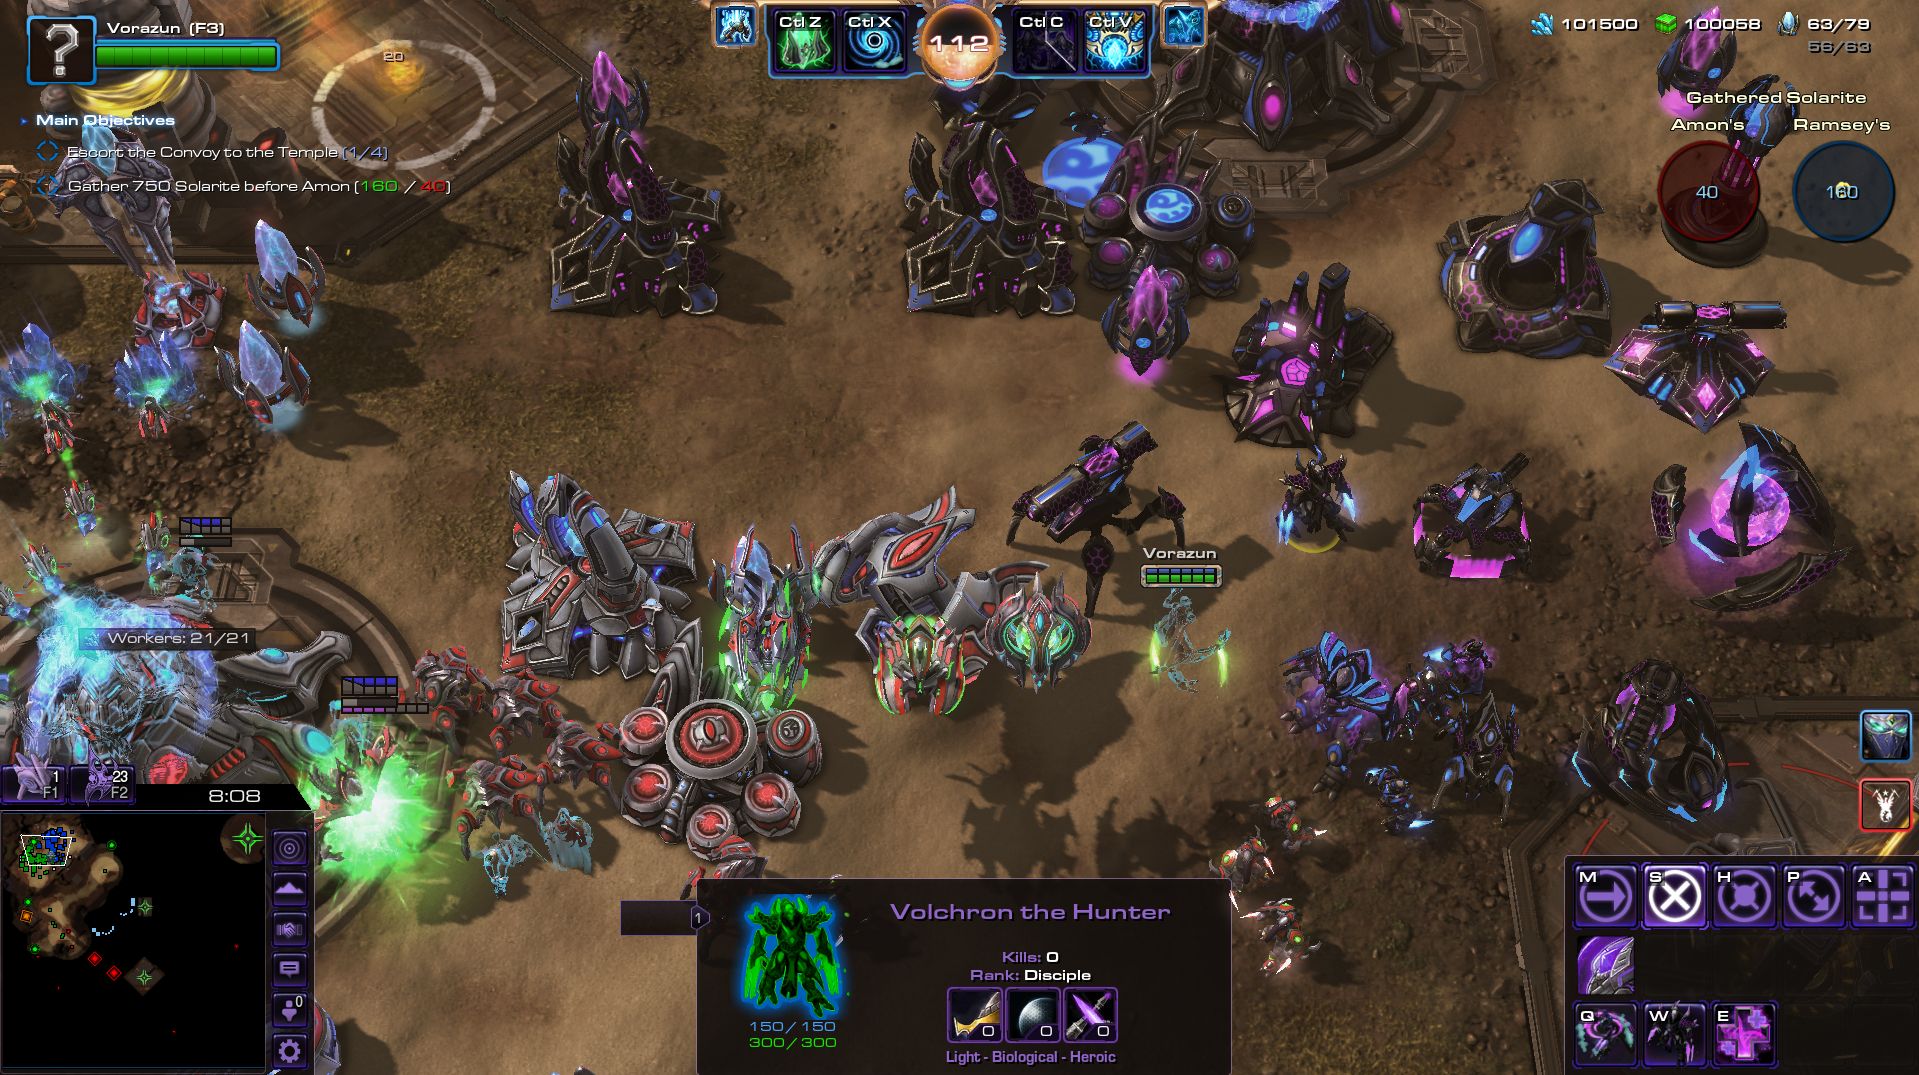 Vorazun (F3)
Ctl Z
Ctl X
112
Ctl C
Ctl V
101500
100058
63/79
56/63
20
Main Objectives
Escort the Convoy to the Temple (1/4)
Gather 750 Solarite before Amon (160 / 40)
Gathered Solarite
Amon's
Ramsey's
40
160
Vorazun
Workers: 21/21
1
F1
23
F2
8:08
0
1
Volchron the Hunter
Kills: 0
Rank: Disciple
150/150
300/300
0
0
0
Light - Biological - Heroic
M
S
H
P
A
Q
W
E